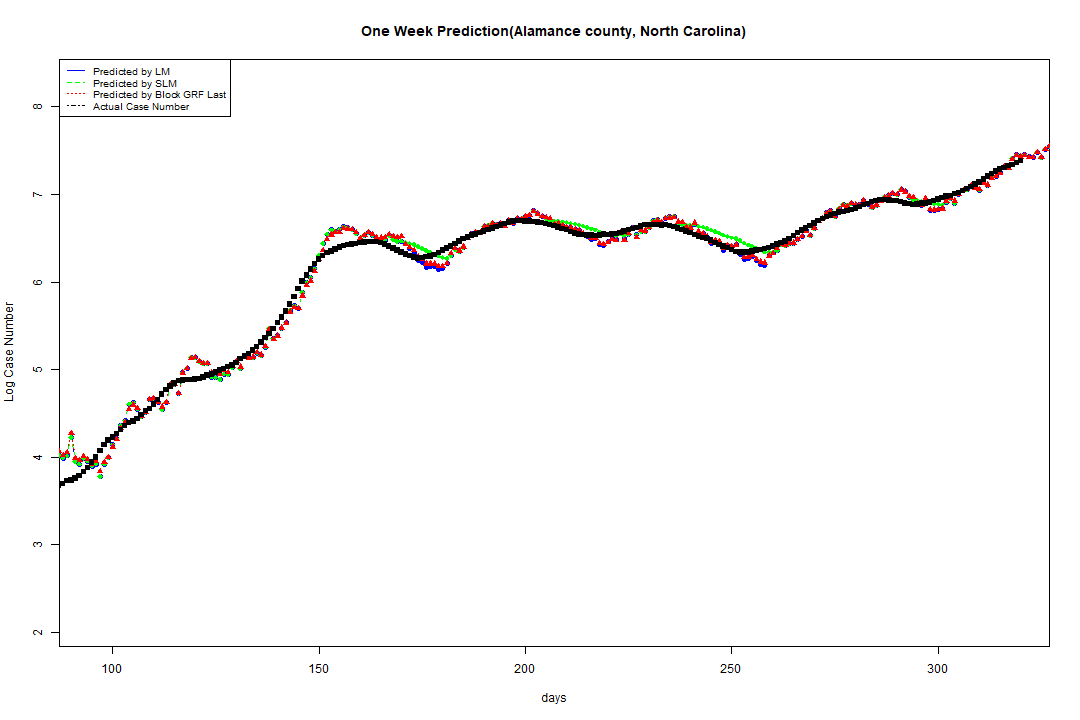 One Week Prediction(Alamance county, North Carolina)
Predicted by LM
Predicted by SLM
Predicted by Block GRF Last
Actual Case Number
8
7
6
5
4
3
2
Log Case Number
100 150 200 250 300
days